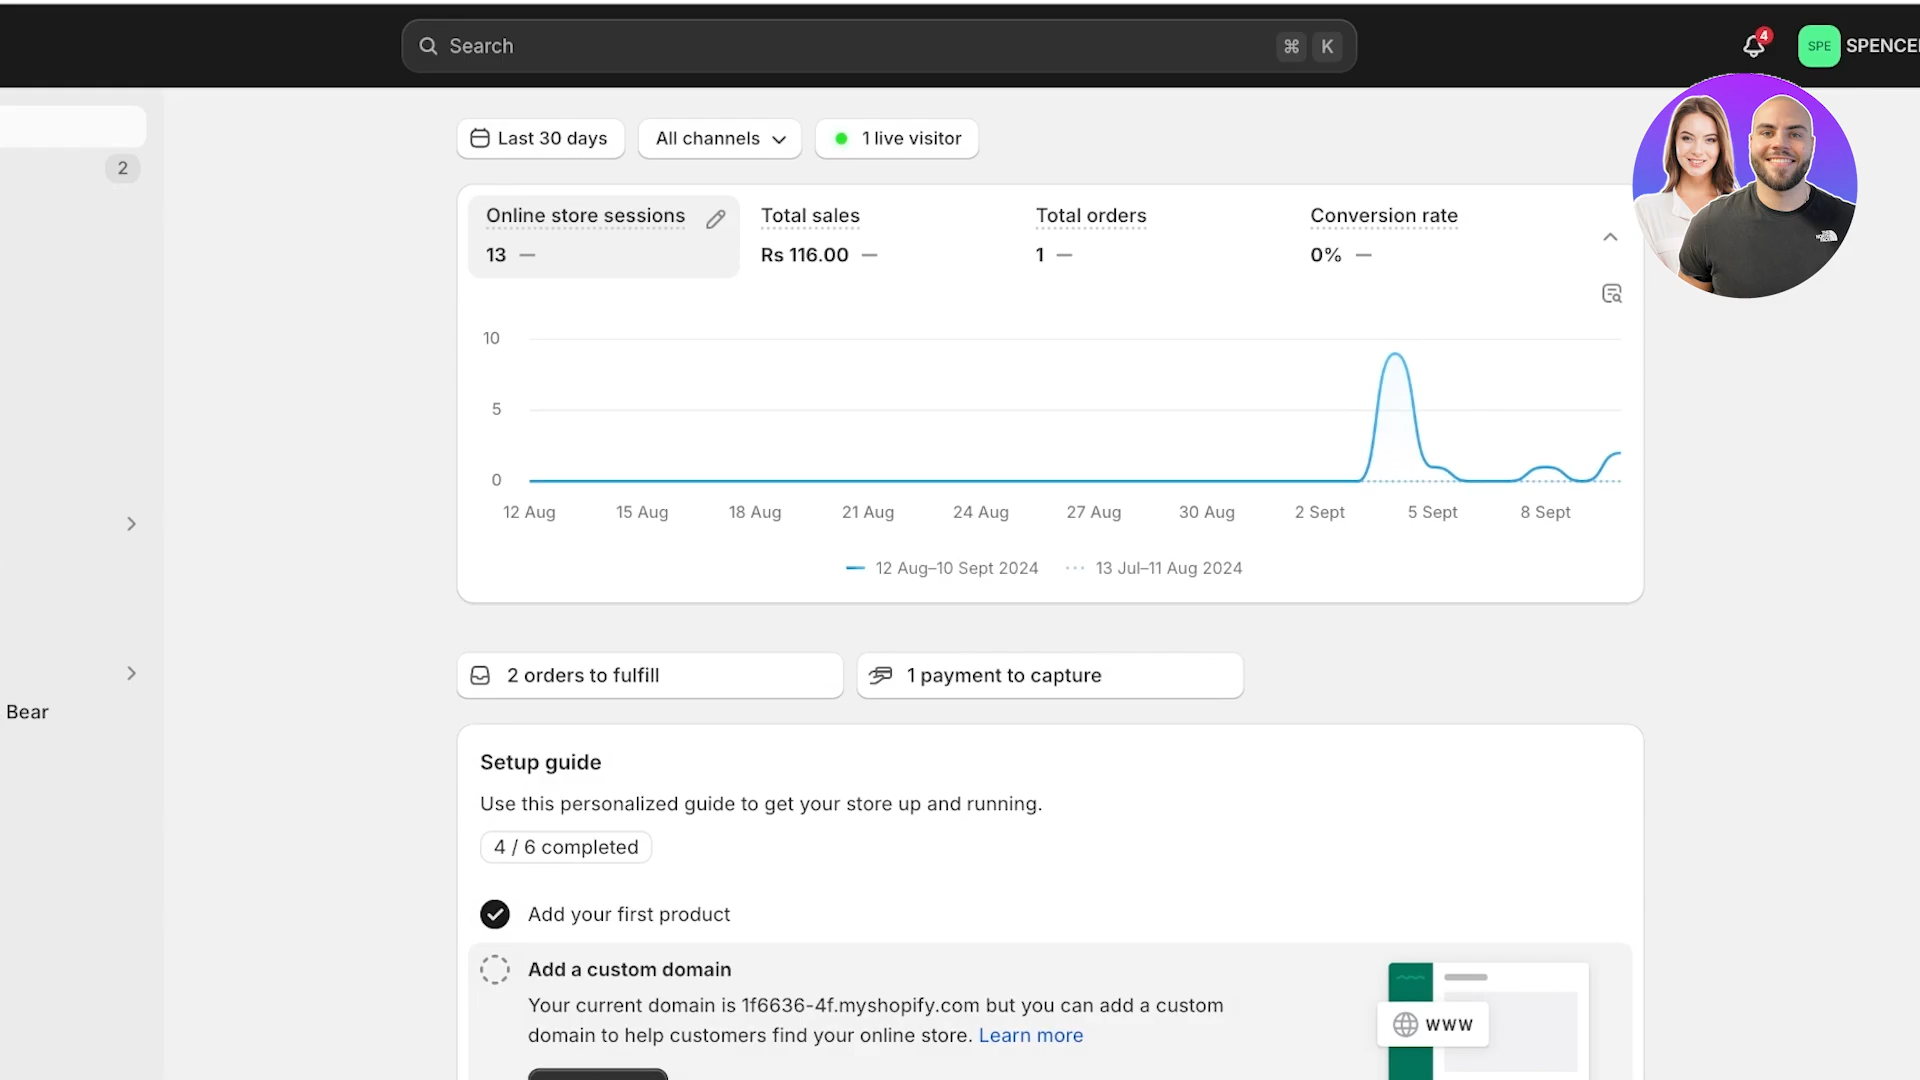 Search
⌘ K
4
SPE
SPENCE
THE NORTH FACE
2
Last 30 days
All channels
1 live visitor
Online store sessions
13 —
Total sales
Rs 116.00 —
Total orders
1 —
Conversion rate
0% —
10
5
0
12 Aug
15 Aug
18 Aug
21 Aug
24 Aug
27 Aug
30 Aug
2 Sept
5 Sept
8 Sept
12 Aug–10 Sept 2024
13 Jul–11 Aug 2024
2 orders to fulfill
1 payment to capture
Bear
Setup guide
Use this personalized guide to get your store up and running.
4 / 6 completed
Add your first product
Add a custom domain
Your current domain is 1f6636-4f.myshopify.com but you can add a custom
domain to help customers find your online store. Learn more
WWW